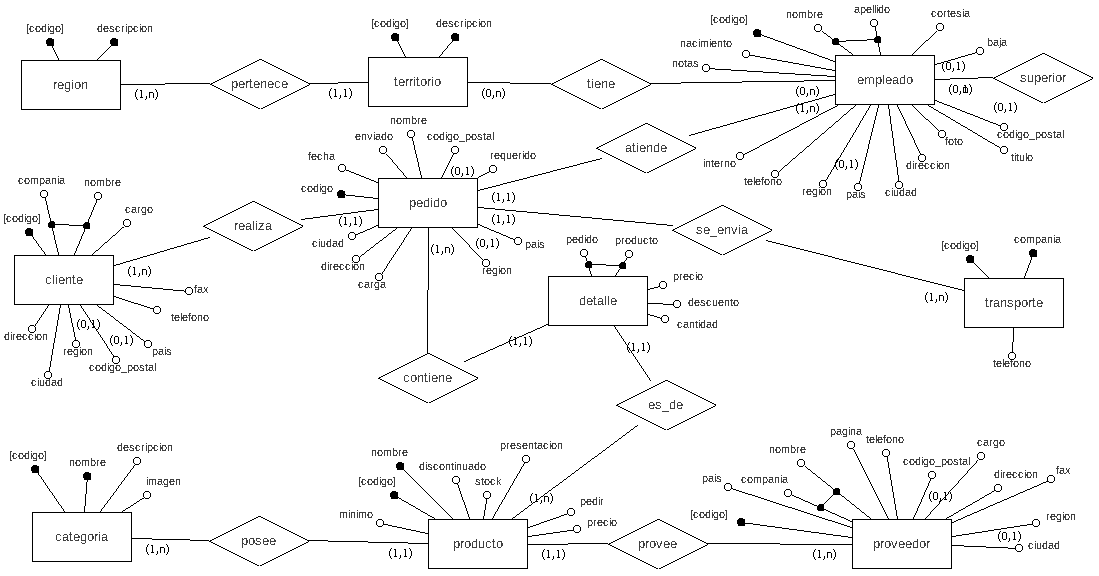 [codigo] descripcion
region
(1,n)
pertenece
(1,1)
[codigo] descripcion
territorio
(0,n)
tiene
(0,n)
[codigo]
nombre
apellido
cortesia
nacimiento
notas
baja
(0,1)
empleado
superior
(0,1)
(0,1)
codigo_postal
titulo
foto
direccion
ciudad
pais
(0,1)
region
telefono
interno
(1,n)
atiende
(1,1)
nombre
enviado
codigo_postal
(0,1)
fecha
requerido
codigo
pedido
(1,1)
ciudad
direccion
carga
(1,n)
(0,1)
region
pais
(1,1)
se_envia
(1,n)
compania
nombre
[codigo]
cargo
cliente
(1,n)
realiza
fax
telefono
direccion
(0,1)
region
(0,1)
pais
codigo_postal
ciudad
pedido producto
detalle
precio
descuento
cantidad
(1,1)
(1,1)
contiene
es_de
[codigo]
compania
transporte
telefono
[codigo]
nombre
descripcion
imagen
categoria
(1,n)
posee
(1,1)
nombre
[codigo]
minimo
discontinuado
stock
presentacion
(1,n)
pedir
precio
producto
(1,1)
provee
(1,n)
pais
[codigo]
compania
nombre
pagina
telefono
codigo_postal
(0,1)
cargo
direccion
fax
region
(0,1)
ciudad
proveedor